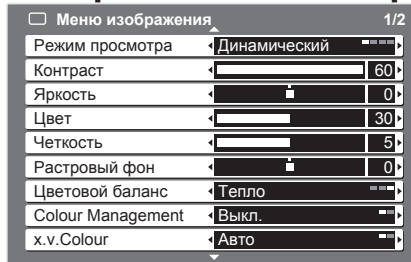 Меню изображения 1/2
Режим просмотра Динамический
Контраст 60
Яркость 0
Цвет 30
Четкость 5
Растровый фон 0
Цветовой баланс Тепло
Colour Management Выкл.
x.v.Colour Авто